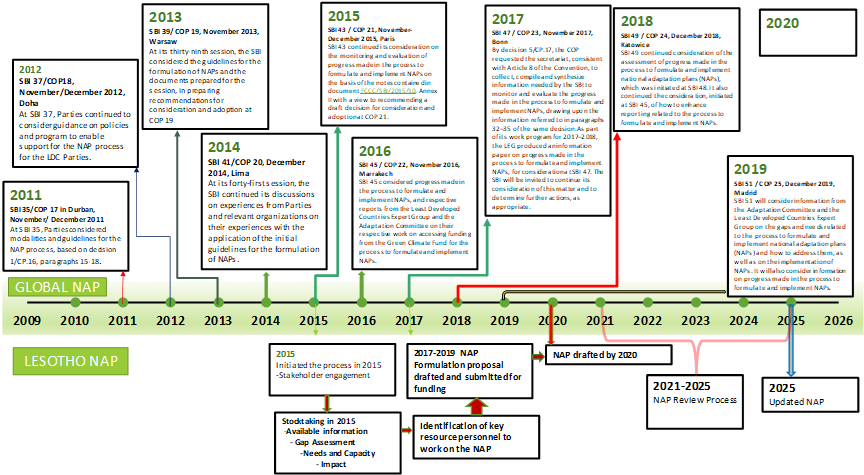 2011
SBI35/COP 17 in Durban,
November/ December 2011
At SBI 35, Parties considered
modalities and guidelines for the
NAP process, based on decision
1/CP.16, paragraphs 15-18.
2012
SBI 37/COP18,
November/December 2012,
Doha
At SBI 37, Parties continued to
consider guidance on policies
and program to enable
support for the NAP process
for the LDC Parties.
2013
SBI 39/ COP 19, November 2013,
Warsaw
At its thirty-ninth session, the SBI
considered the guidelines for the
formulation of NAPs and the
documents prepared for the
session, in preparing
recommendations for
consideration and adoption at
COP 19
2014
SBI 41/COP 20, December
2014, Lima
At its forty-first session, the
SBI continued its discussions
on experiences from Parties
and relevant organizations on
their experiences with the
application of the initial
guidelines for the formulation
of NAPs.
2015
SBI 43 / COP 21, November-
December 2015, Paris
SBI 43 continued its consideration on
the monitoring and evaluation of
progress made in the process to
formulate and implement NAPs on
the basis of the notes contained in
document /CCC/SBI/2015/10. Annex
II with a view to recommending a
draft decision for consideration and
adoption at COP 21.
2016
SBI 45 / COP 22, November 2016,
Marrakech
SBI 45 considered progress made in
the process to formulate and
implement NAPs, and respective
reports from the Least Developed
Countries Expert Group and the
Adaptation Committee on their
respective work on accessing funding
from the Green Climate Fund for the
process to formulate and implement
NAPs.
2017
SBI 47 / COP 23, November 2017,
Bonn
By decision 5/CP.17, the COP
requested the secretariat, consistent
with Article 8 of the Convention, to
collect, compile and synthesize
information needed by the SBI to
monitor and evaluate the progress
made in the process to formulate and
implement NAPs, drawing upon the
information referred to in paragraphs
32–35 of the same decision. As part
of its work program for 2017–2018,
the LEG produced an information
paper on progress made in the
process to formulate and implement
NAPs, for consideration at SBI 47. The
SBI will be invited to continue its
consideration of this matter and to
determine further actions, as
appropriate.
2018
SBI 49 / COP 24, December 2018,
Katowice
SBI 49 continued consideration of the
assessment of progress made in the
process to formulate and implement
national adaptation plans (NAPs),
which was initiated at SBI 48. It also
continued the consideration, initiated
at SBI 45, of how to enhance
reporting related to the process to
formulate and implement NAPs.
2019
SBI 51 / COP 25, December 2019,
Madrid
SBI 51 will consider information from
the Adaptation Committee and the
Least Developed Countries Expert
Group on the gaps and needs related
to the process to formulate and
implement national adaptation plans
(NAPs) and how to address them, as
well as on the implementation of
NAPs. It will also consider information
on progress made in the process to
formulate and implement NAPs.
2020
GLOBAL NAP
2009 2010 2011 2012 2013 2014 2015 2016 2017 2018 2019 2020 2021 2022 2023 2024 2025 2026
LESOTHO NAP
2015
Initiated the process in 2015
-Stakeholder engagement
Stocktaking in 2015
-Available information
- Gap Assessment
- Needs and Capacity
- Impact
Identification of key
resource personnel to
work on the NAP
2017-2019 NAP
Formulation proposal
drafted and submitted for
funding
NAP drafted by 2020
2021-2025
NAP Review Process
2025
Updated NAP